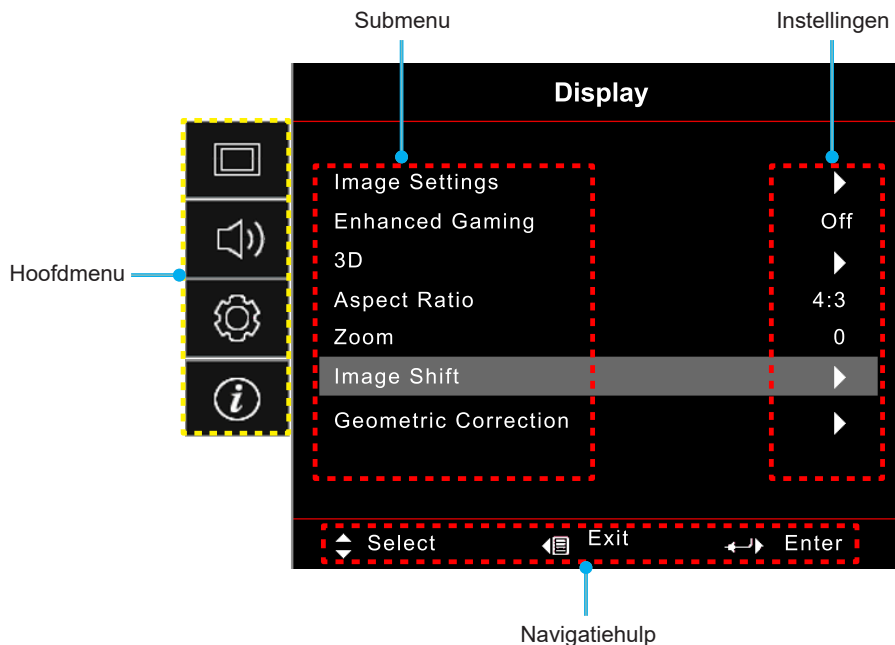 Submenu
Instellingen
Display
Image Settings
Enhanced Gaming Off
3D
Hoofdmenu
Aspect Ratio 4:3
Zoom 0
Image Shift
Geometric Correction
Select Exit Enter
Navigatiehulp